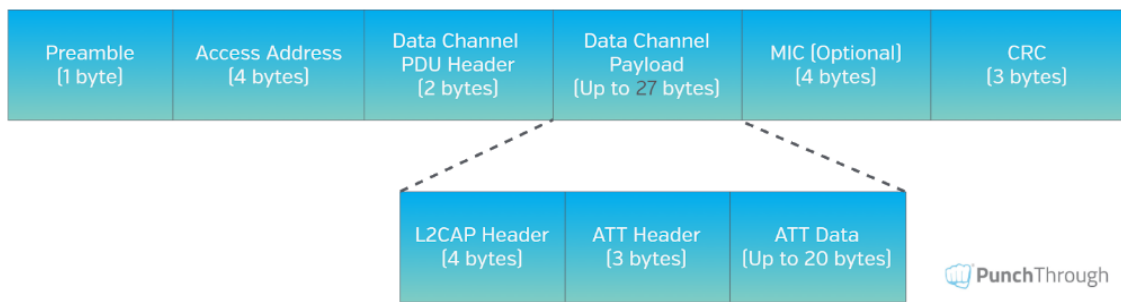 Preamble
(1 byte)
Access Address
(4 bytes)
Data Channel
PDU Header
(2 bytes)
Data Channel
Payload
(Up to 27 bytes)
MIC (Optional)
(4 bytes)
CRC
(3 bytes)
L2CAP Header
(4 bytes)
ATT Header
(3 bytes)
ATT Data
(Up to 20 bytes)
PunchThrough